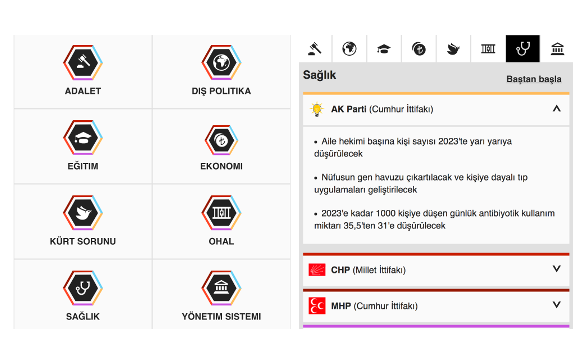 ADALET
DIŞ POLITIKA
EĞITIM
EKONOMI
KÜRT SORUNU
OHAL
SAĞLIK
YÖNETIM SISTEMI
Sağlık
Baştan başla
AK Parti (Cumhur İttifakı)
• Aile hekimi başına kişi sayısı 2023'te yarı yarıya
düşürülecek
• Nüfusun gen havuzu çıkartılacak ve kişiye dayalı tıp
uygulamaları geliştirilecek
• 2023'e kadar 1000 kişiye düşen günlük antibiyotik kullanım
miktarı 35,5'ten 31'e düşürülecek
CHP (Millet İttifakı)
MHP (Cumhur İttifakı)